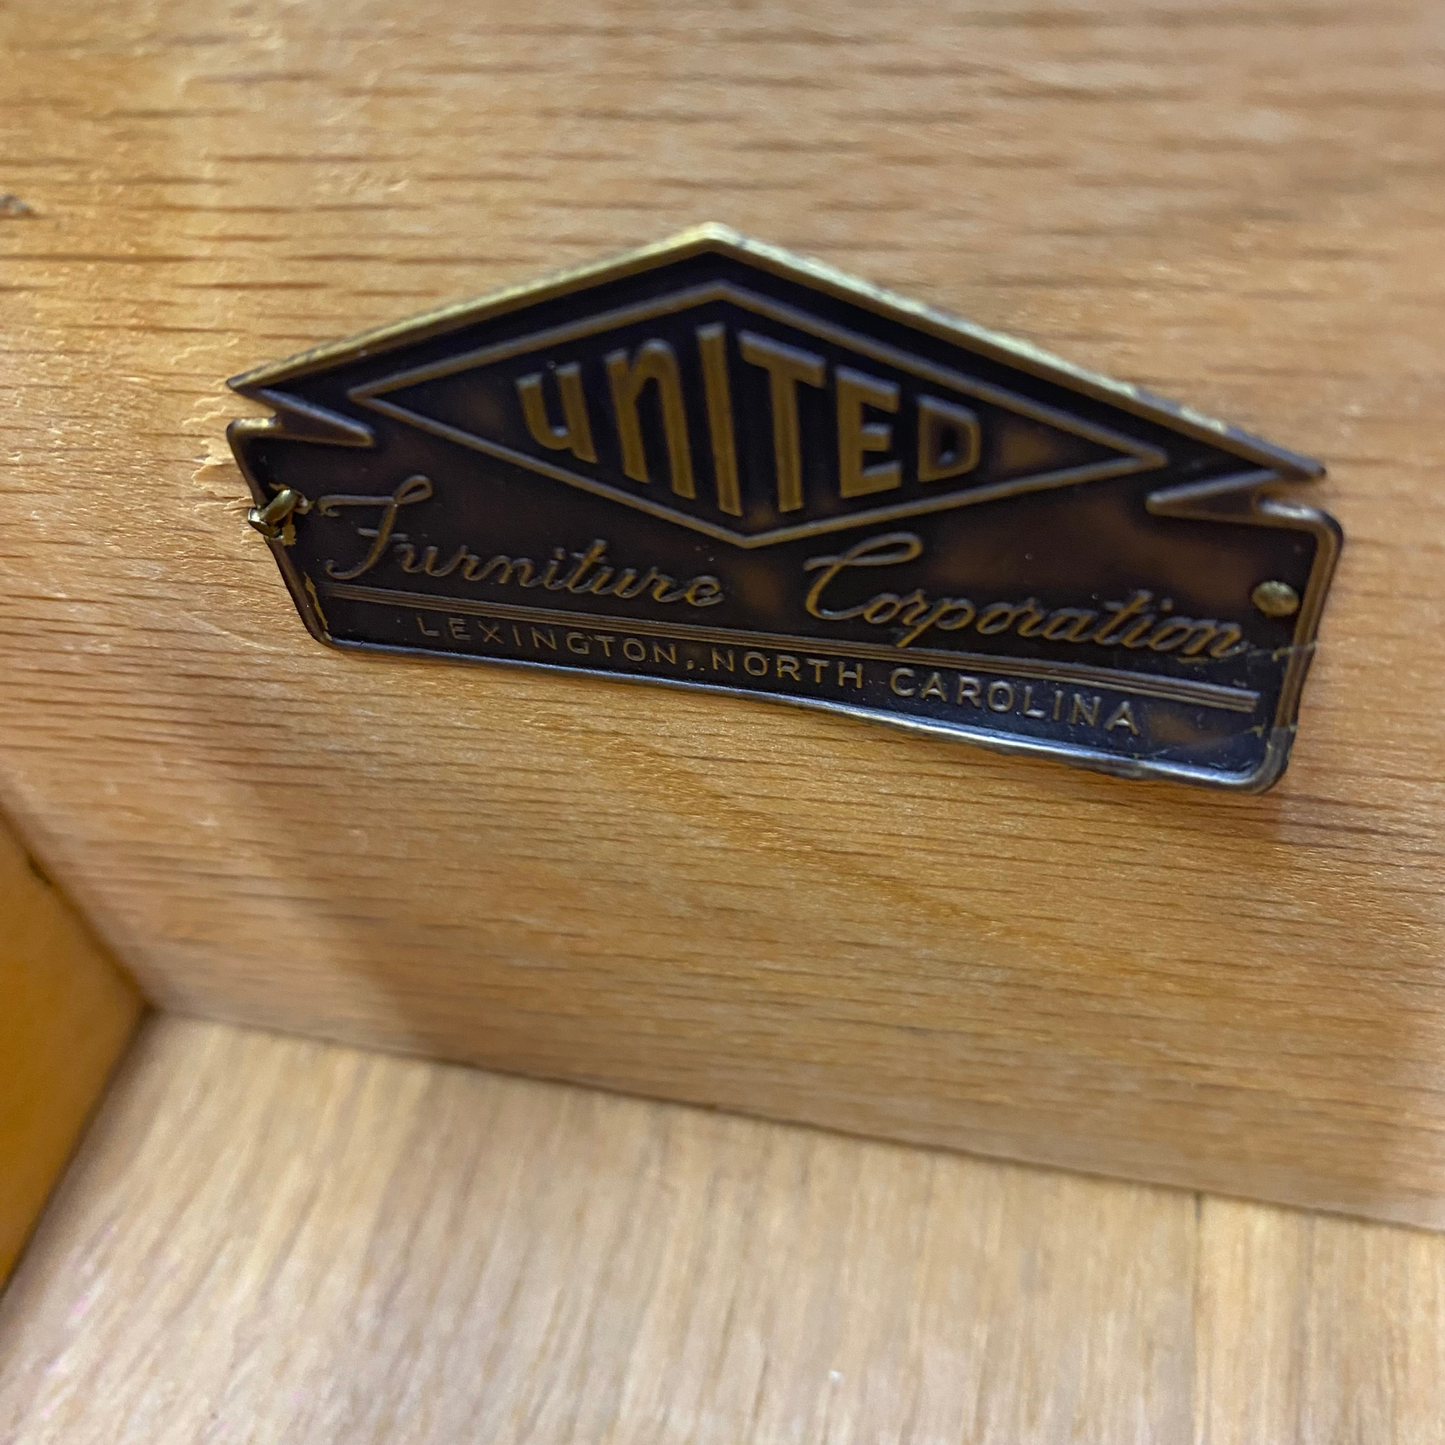 UNITED
Furniture Corporation
LEXINGTON, NORTH CAROLINA